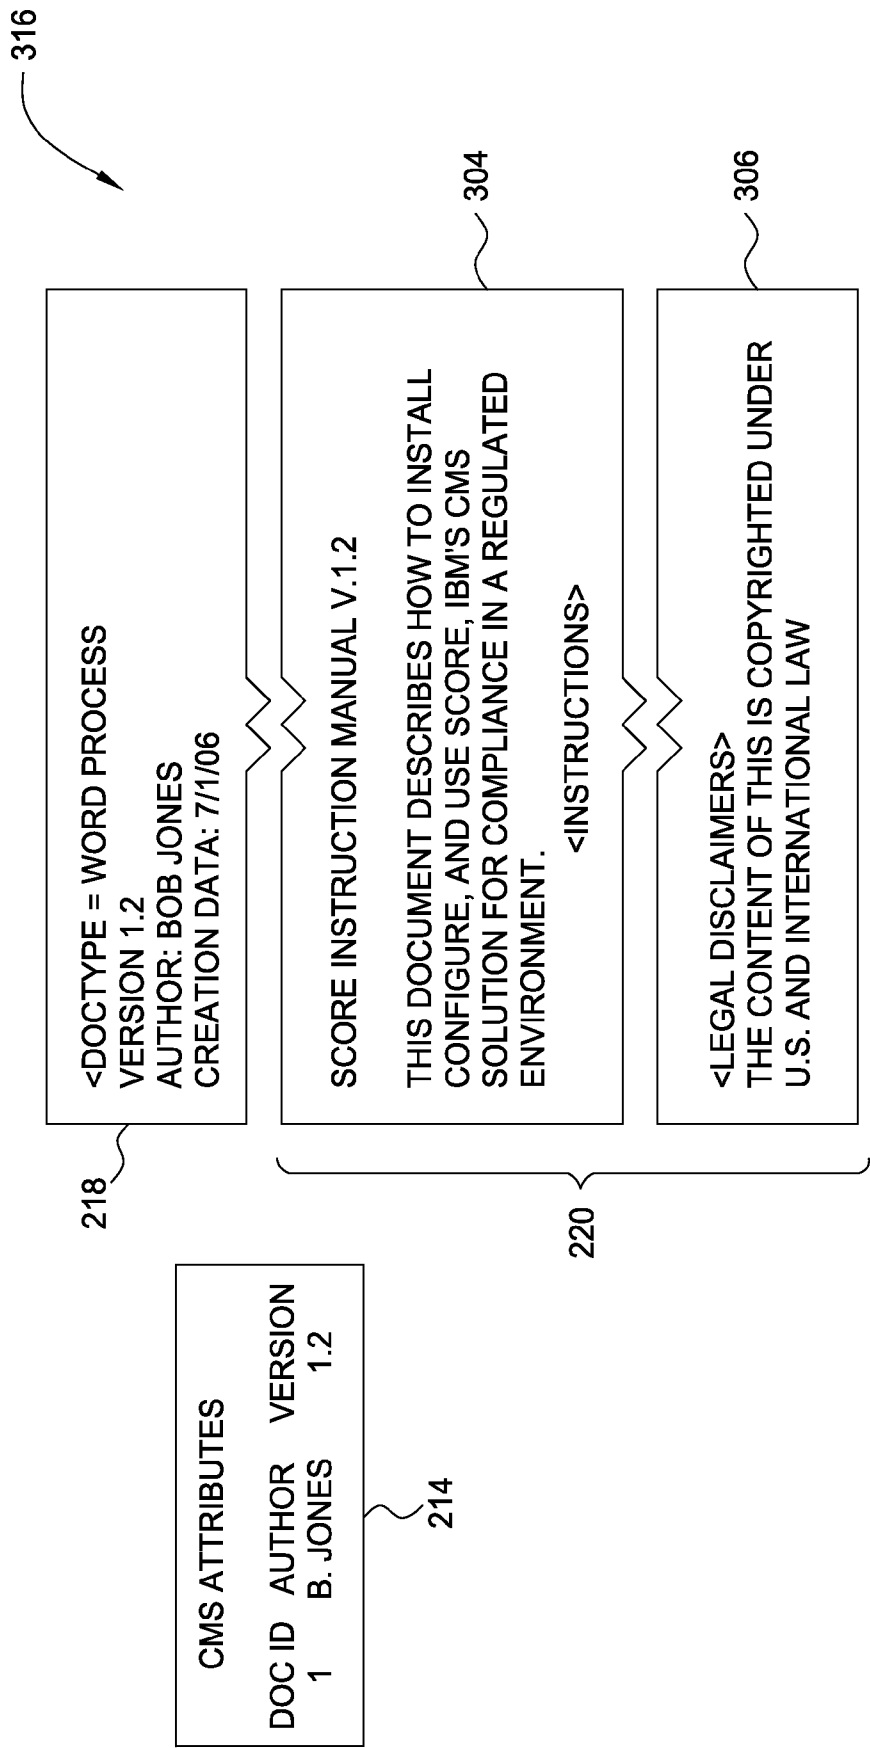 316
<DOCTYPE = WORD PROCESS
VERSION 1.2
AUTHOR: BOB JONES
CREATION DATA: 7/1/06
218
SCORE INSTRUCTION MANUAL V.1.2
THIS DOCUMENT DESCRIBES HOW TO INSTALL
CONFIGURE, AND USE SCORE, IBM'S CMS
SOLUTION FOR COMPLIANCE IN A REGULATED
ENVIRONMENT.
<INSTRUCTIONS>
304
<LEGAL DISCLAIMERS>
THE CONTENT OF THIS IS COPYRIGHTED UNDER
U.S. AND INTERNATIONAL LAW
306
220
CMS ATTRIBUTES
DOC ID AUTHOR VERSION
1 B. JONES 1.2
214